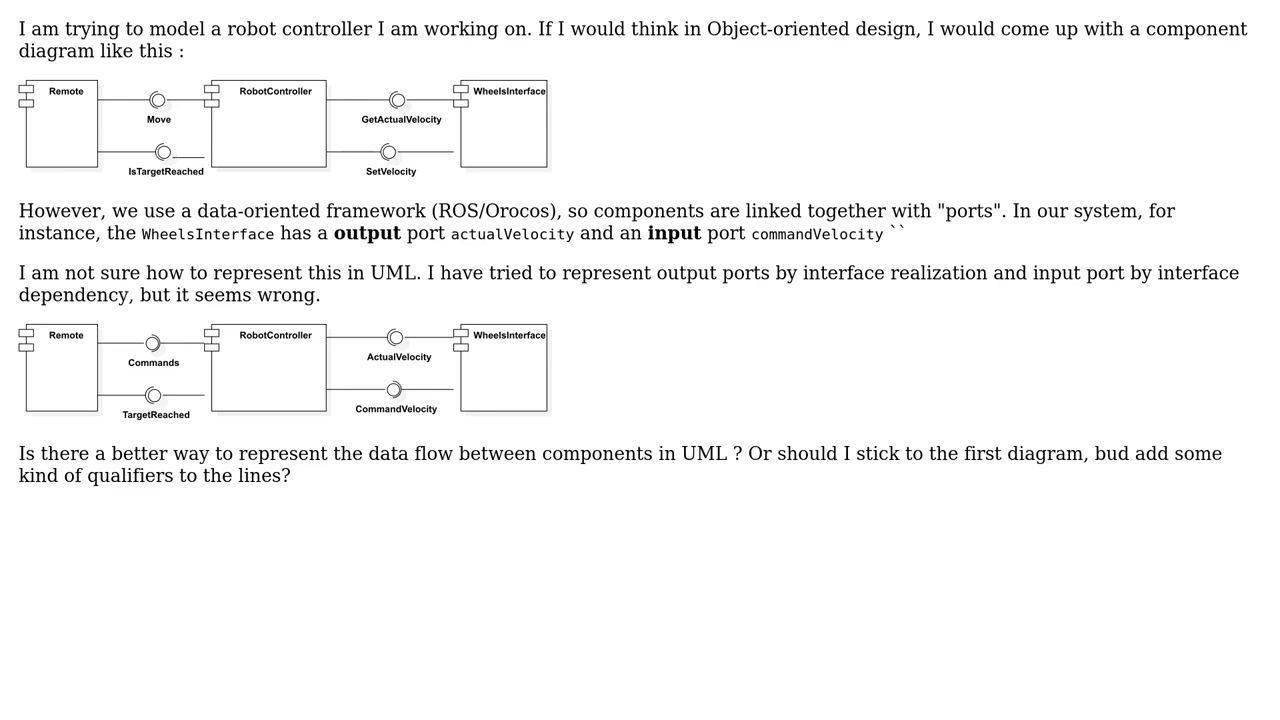 I am trying to model a robot controller I am working on. If I would think in Object-oriented design, I would come up with a component
diagram like this :
Remote RobotController WheelsInterface
Move GetActualVelocity
IsTargetReached SetVelocity
However, we use a data-oriented framework (ROS/Orocos), so components are linked together with "ports". In our system, for
instance, the WheelsInterface has a output port actualVelocity and an input port commandVelocity ``
I am not sure how to represent this in UML. I have tried to represent output ports by interface realization and input port by interface
dependency, but it seems wrong.
Remote RobotController WheelsInterface
Commands ActualVelocity
TargetReached CommandVelocity
Is there a better way to represent the data flow between components in UML ? Or should I stick to the first diagram, bud add some
kind of qualifiers to the lines?